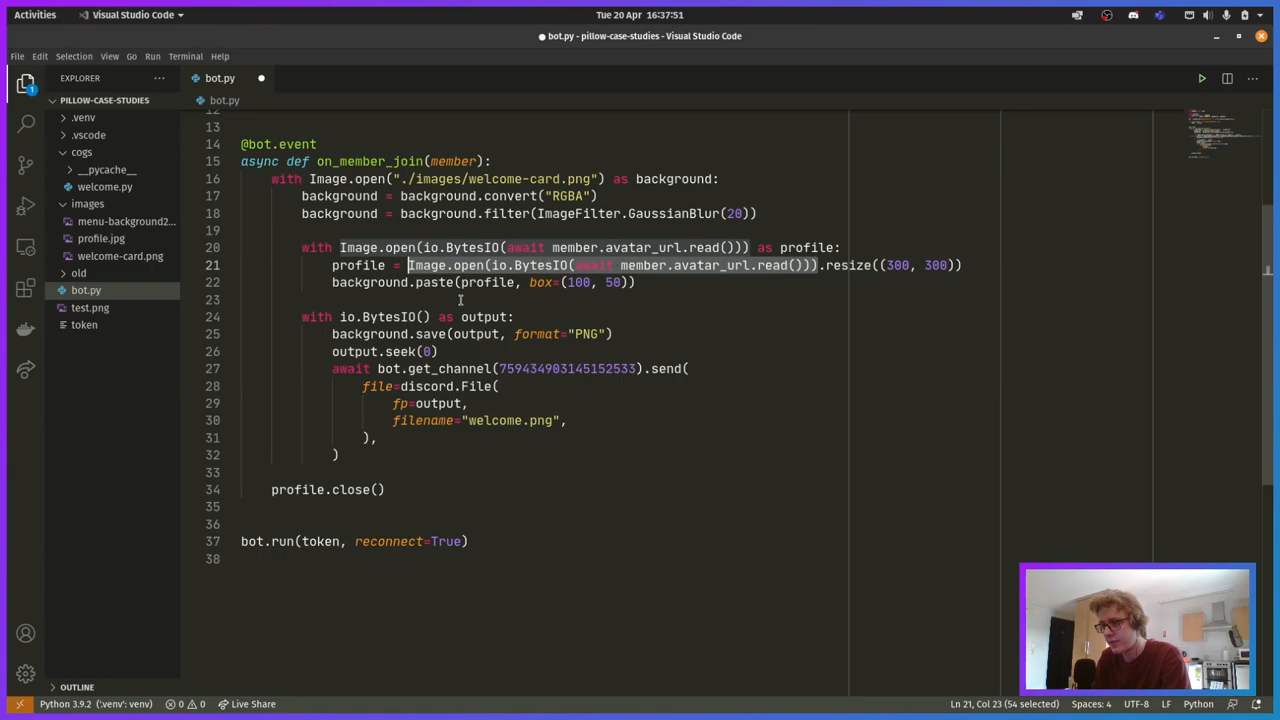 Activities
Visual Studio Code
Tue 20 Apr 16:37:51
● bot.py - pillow-case-studies - Visual Studio Code
File Edit Selection View Go Run Terminal Help
EXPLORER
···
bot.py
PILLOW-CASE-STUDIES
.venv
.vscode
cogs
__pycache__
welcome.py
images
menu-background2...
profile.jpg
welcome-card.png
old
bot.py
test.png
token
OUTLINE
1
bot.py
12
13
14 @bot.event
15 async def on_member_join(member):
16 with Image.open("./images/welcome-card.png") as background:
17 background = background.convert("RGBA")
18 background = background.filter(ImageFilter.GaussianBlur(20))
19
20 with Image.open(io.BytesIO(await member.avatar_url.read())) as profile:
21 profile = Image.open(io.BytesIO(await member.avatar_url.read())).resize((300, 300))
22 background.paste(profile, box=(100, 50))
23
24 with io.BytesIO() as output:
25 background.save(output, format="PNG")
26 output.seek(0)
27 await bot.get_channel(759434903145152533).send(
28 file=discord.File(
29 fp=output,
30 filename="welcome.png",
31 ),
32 )
33
34 profile.close()
35
36
37 bot.run(token, reconnect=True)
38
Python 3.9.2 ('.venv': venv)
0
0
Live Share
Ln 21, Col 23 (54 selected)
Spaces: 4
UTF-8
LF
Python